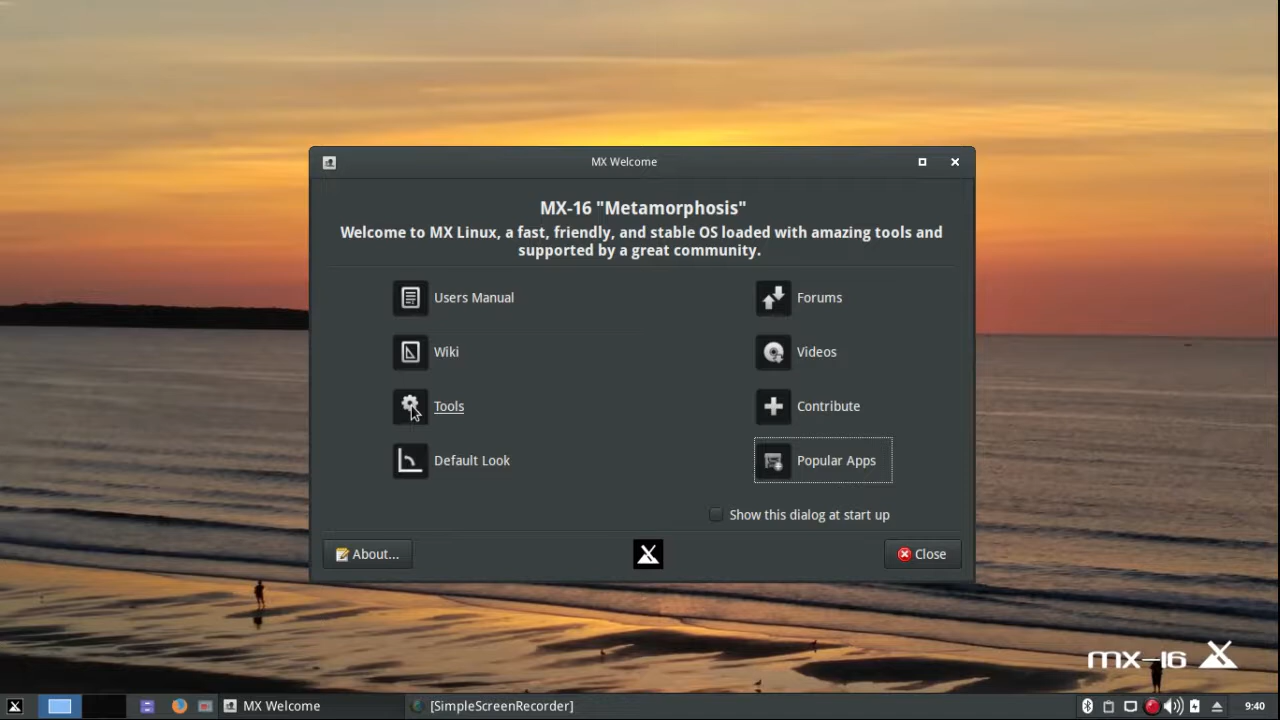 MX Welcome
MX-16 "Metamorphosis"
Welcome to MX Linux, a fast, friendly, and stable OS loaded with amazing tools and
supported by a great community.
Users Manual
Forums
Wiki
Videos
Tools
Contribute
Default Look
Popular Apps
Show this dialog at start up
About...
Close
mx-16
MX Welcome
[SimpleScreenRecorder]
9:40